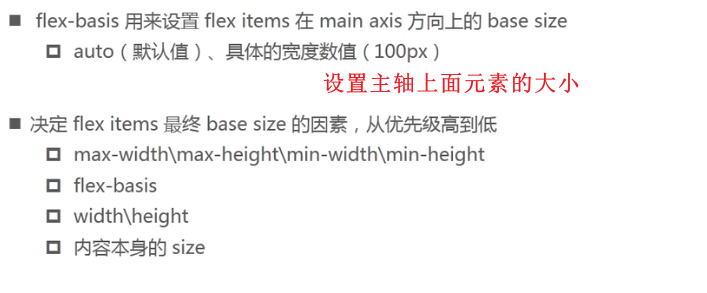 flex-basis 用来设置 flex items 在 main axis 方向上的 base size
auto（默认值）、具体的宽度数值（100px）
设置主轴上面元素的大小
决定 flex items 最终 base size 的因素，从优先级高到低
max-width\max-height\min-width\min-height
flex-basis
width\height
内容本身的 size